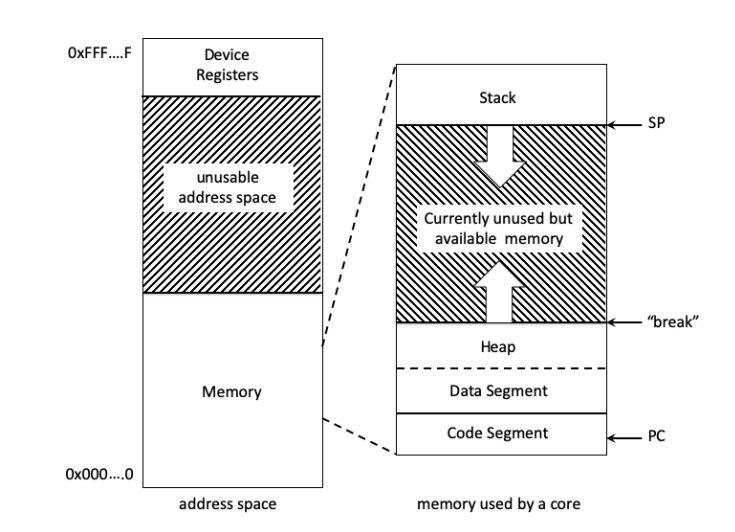 0xFFF....F
Device
Registers
unusable
address space
Memory
0x000....0
address space
Stack
SP
Currently unused but
available memory
“break”
Heap
Data Segment
Code Segment
PC
memory used by a core